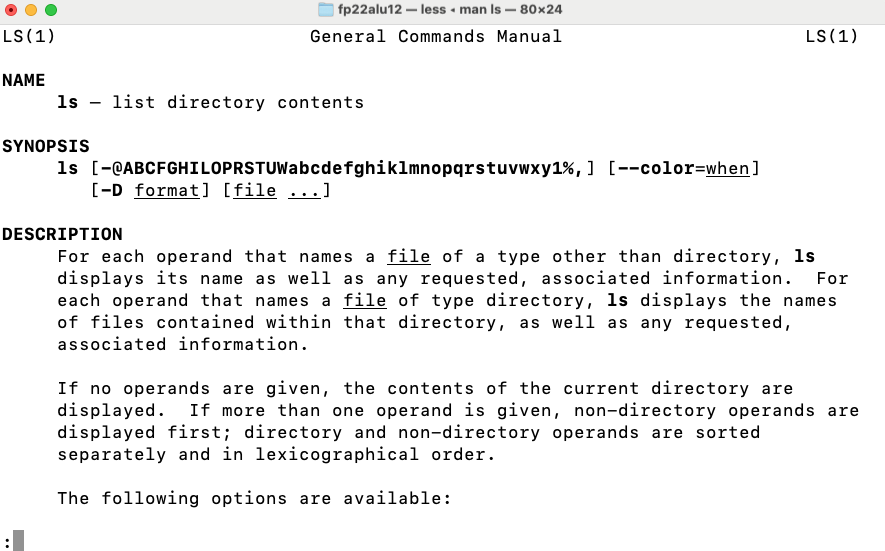 fp22alu12 — less ◂ man ls — 80×24
LS(1) General Commands Manual LS(1)
NAME
ls – list directory contents
SYNOPSIS
ls [-@ABCFGHILOPRSTUWabcdefghiklmnopqrstuvwxy1%,] [--color=when]
[-D format] [file ...]
DESCRIPTION
For each operand that names a file of a type other than directory, ls
displays its name as well as any requested, associated information.  For
each operand that names a file of type directory, ls displays the names
of files contained within that directory, as well as any requested,
associated information.
If no operands are given, the contents of the current directory are
displayed.  If more than one operand is given, non-directory operands are
displayed first; directory and non-directory operands are sorted
separately and in lexicographical order.
The following options are available:
: